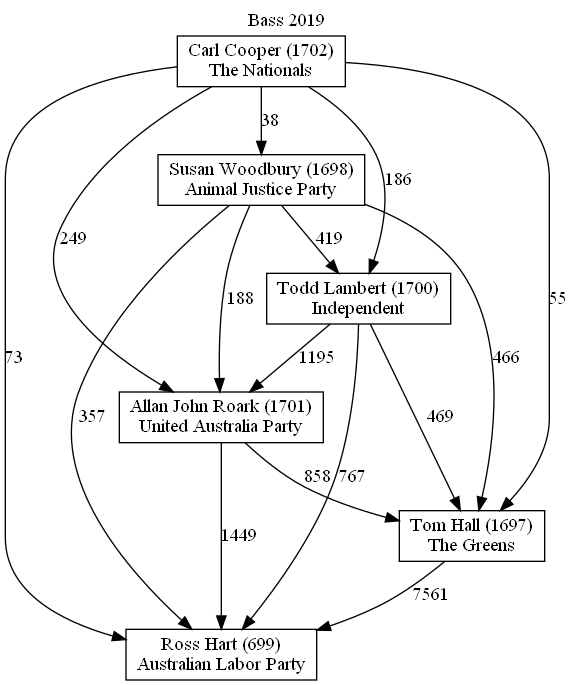 Bass 2019
Carl Cooper (1702)
The Nationals
38
Susan Woodbury (1698)
Animal Justice Party
186
249
419
188
Todd Lambert (1700)
Independent
55
73
1195
466
357
Allan John Roark (1701)
United Australia Party
469
858
767
1449
Tom Hall (1697)
The Greens
7561
Ross Hart (699)
Australian Labor Party